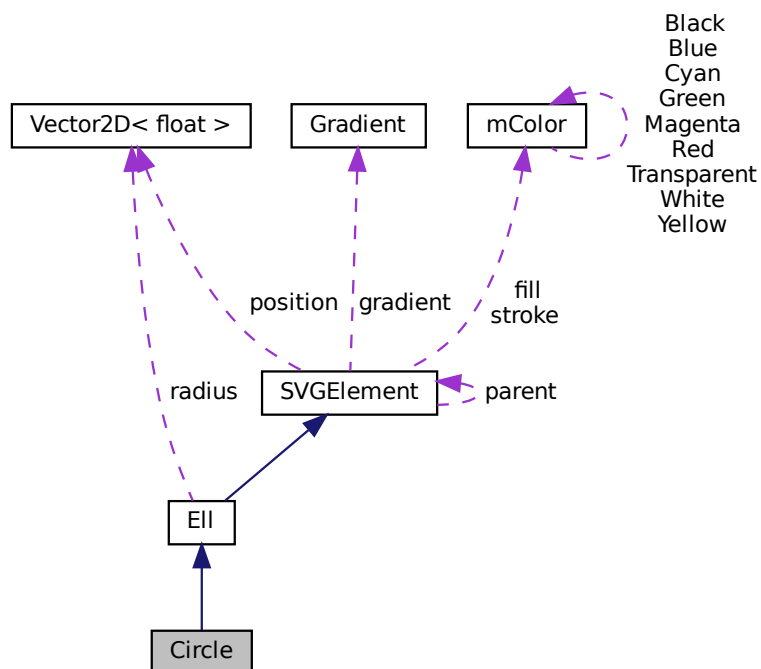 Black
Blue
Cyan
Green
Magenta
Red
Transparent
White
Yellow
Vector2D< float >
Gradient
mColor
position
gradient
fill
stroke
radius
SVGElement
parent
Ell
Circle